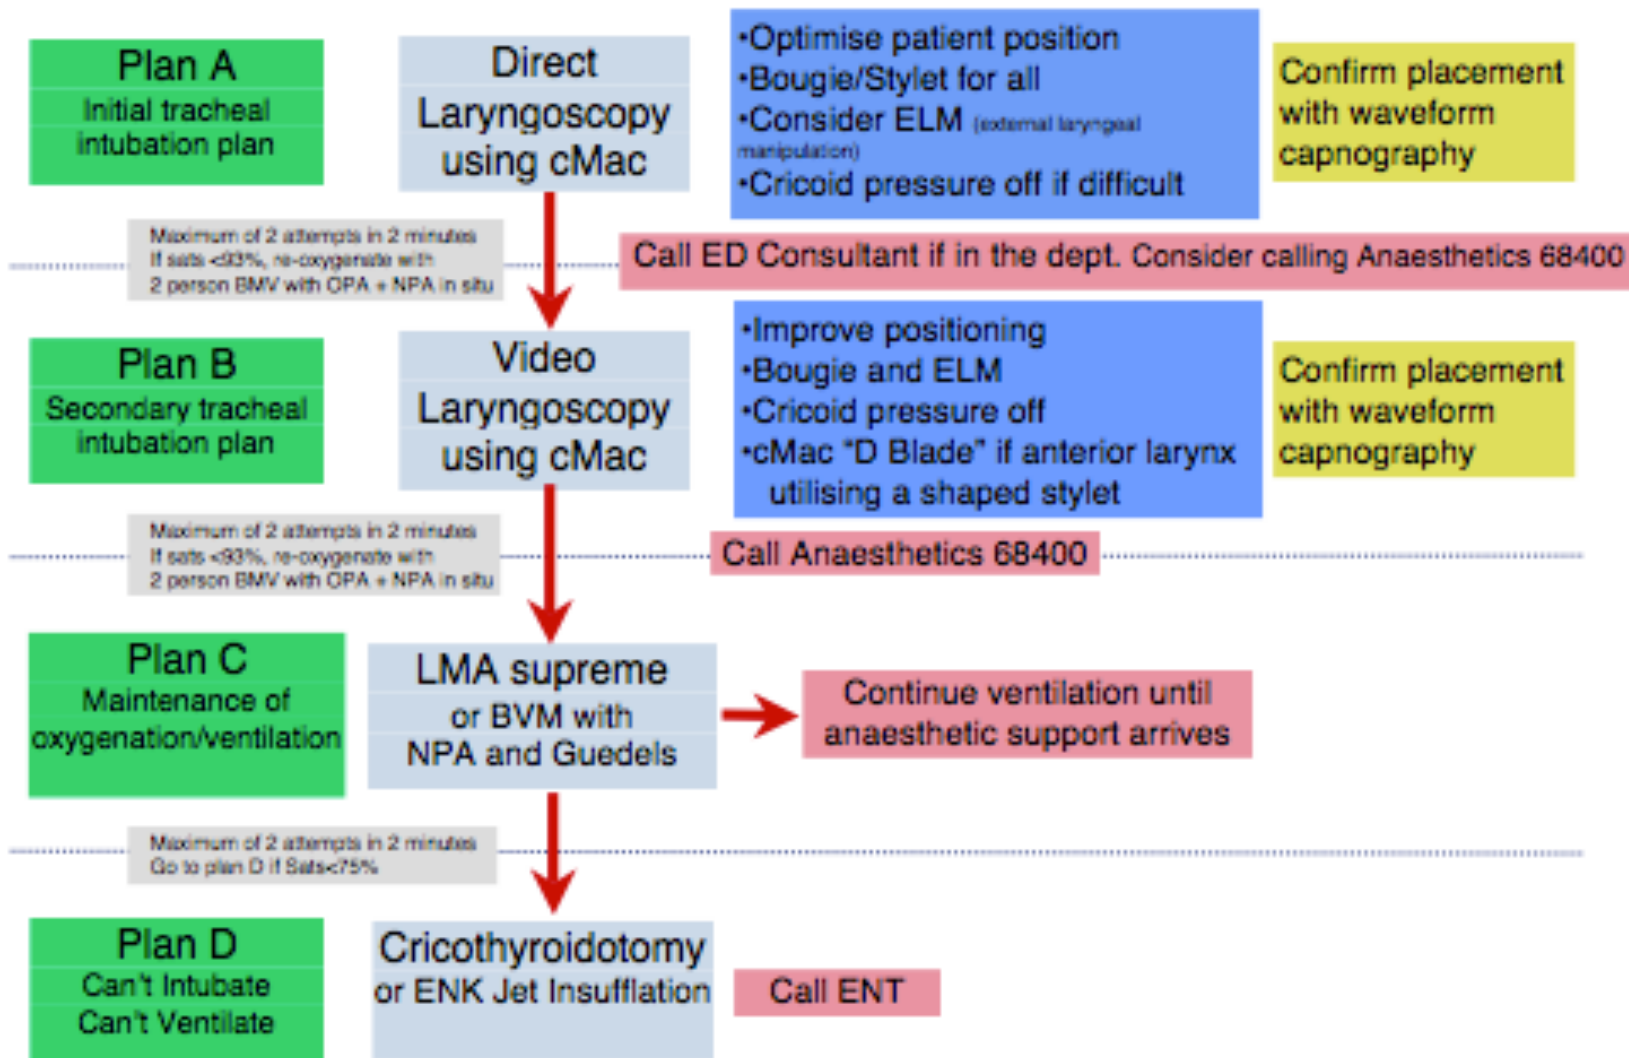 Plan A
Initial tracheal
intubation plan
Direct
Laryngoscopy
using cMac
•Optimise patient position
•Bougie/Stylet for all
•Consider ELM (external laryngeal
manipulation)
•Cricoid pressure off if difficult
Confirm placement
with waveform
capnography
Maximum of 2 attempts in 2 minutes
If sats <93%, re-oxygenate with
2 person BMV with OPA + NPA in situ
Call ED Consultant if in the dept. Consider calling Anaesthetics 68400
Plan B
Secondary tracheal
intubation plan
Video
Laryngoscopy
using cMac
•Improve positioning
•Bougie and ELM
•Cricoid pressure off
•cMac "D Blade" if anterior larynx
utilising a shaped stylet
Confirm placement
with waveform
capnography
Maximum of 2 attempts in 2 minutes
If sats <93%, re-oxygenate with
2 person BMV with OPA + NPA in situ
Call Anaesthetics 68400
Plan C
Maintenance of
oxygenation/ventilation
LMA supreme
or BVM with
NPA and Guedels
Continue ventilation until
anaesthetic support arrives
Maximum of 2 attempts in 2 minutes
Go to plan D if Sats<75%
Plan D
Can't Intubate
Can't Ventilate
Cricothyroidotomy
or ENK Jet Insufflation
Call ENT